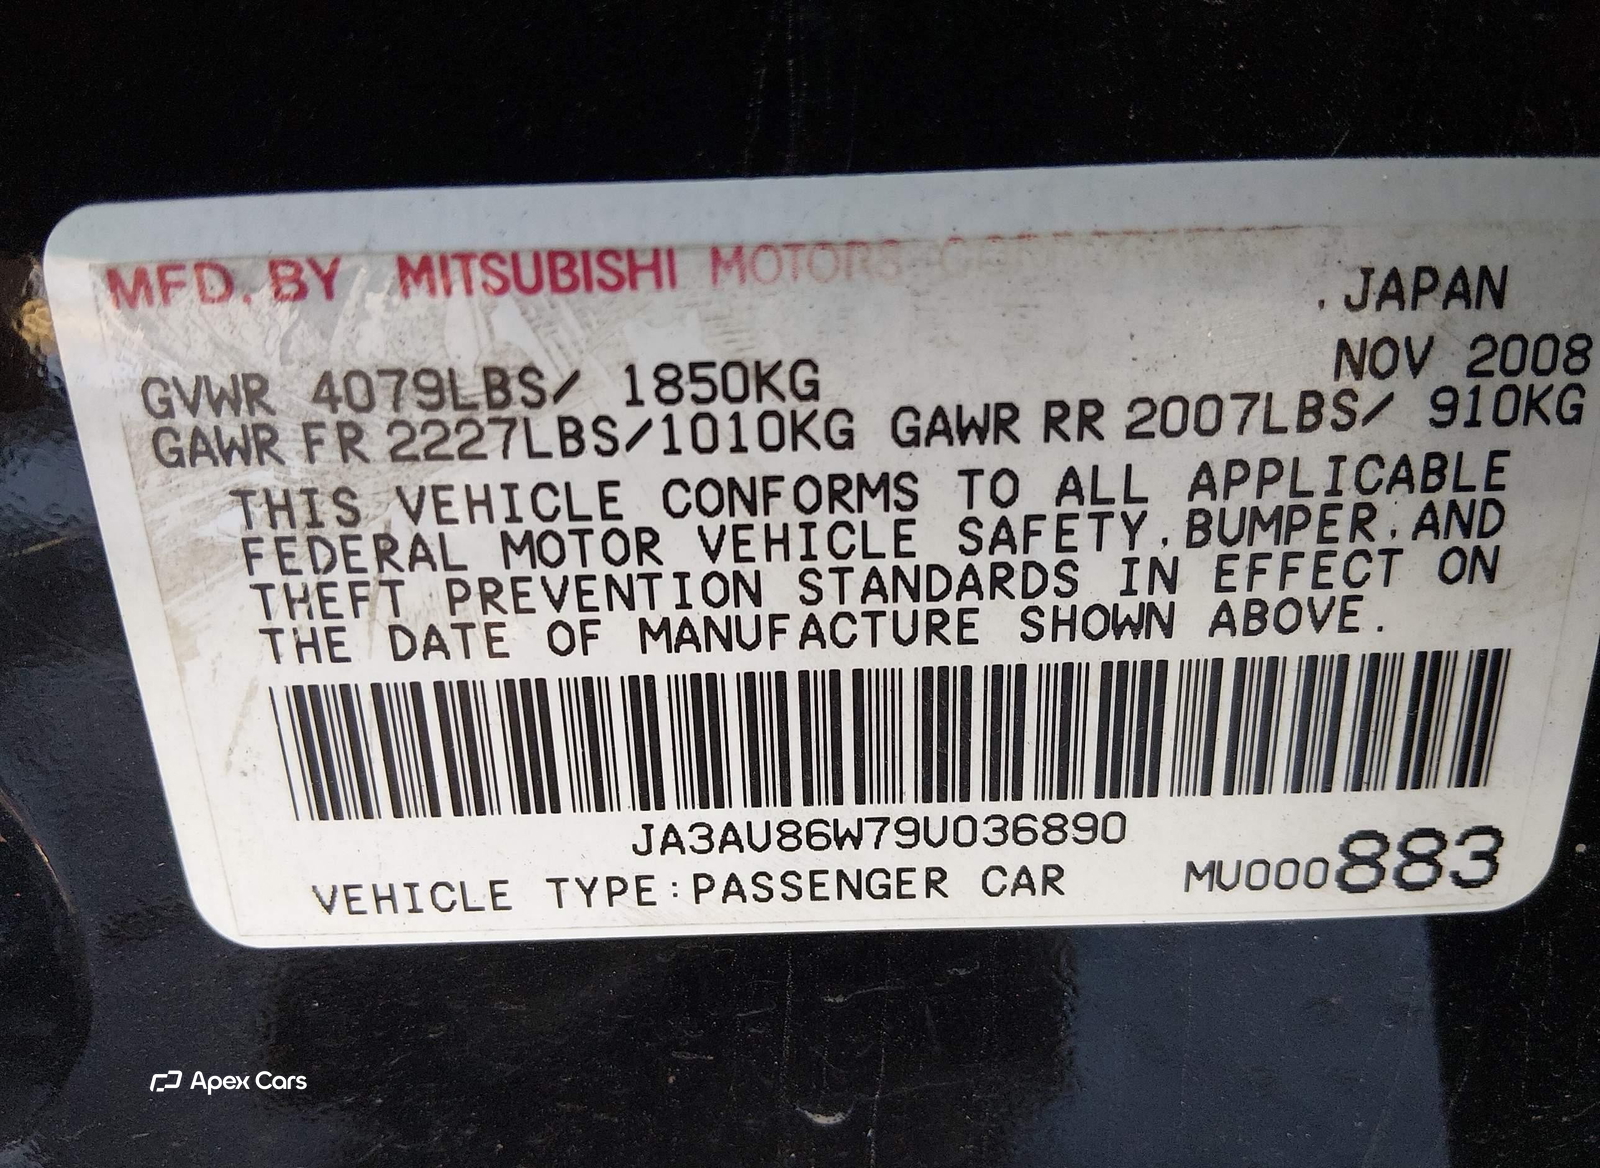 MFD. BY MITSUBISHI MOTORS
, JAPAN
NOV 2008
GVWR 4079LBS/ 1850KG
GAWR FR 2227LBS/1010KG GAWR RR 2007LBS/ 910KG
THIS VEHICLE CONFORMS TO ALL APPLICABLE
FEDERAL MOTOR VEHICLE SAFETY, BUMPER, AND
THEFT PREVENTION STANDARDS IN EFFECT ON
THE DATE OF MANUFACTURE SHOWN ABOVE.
JA3AU86W79U036890
VEHICLE TYPE:PASSENGER CAR MU000883
Apex Cars